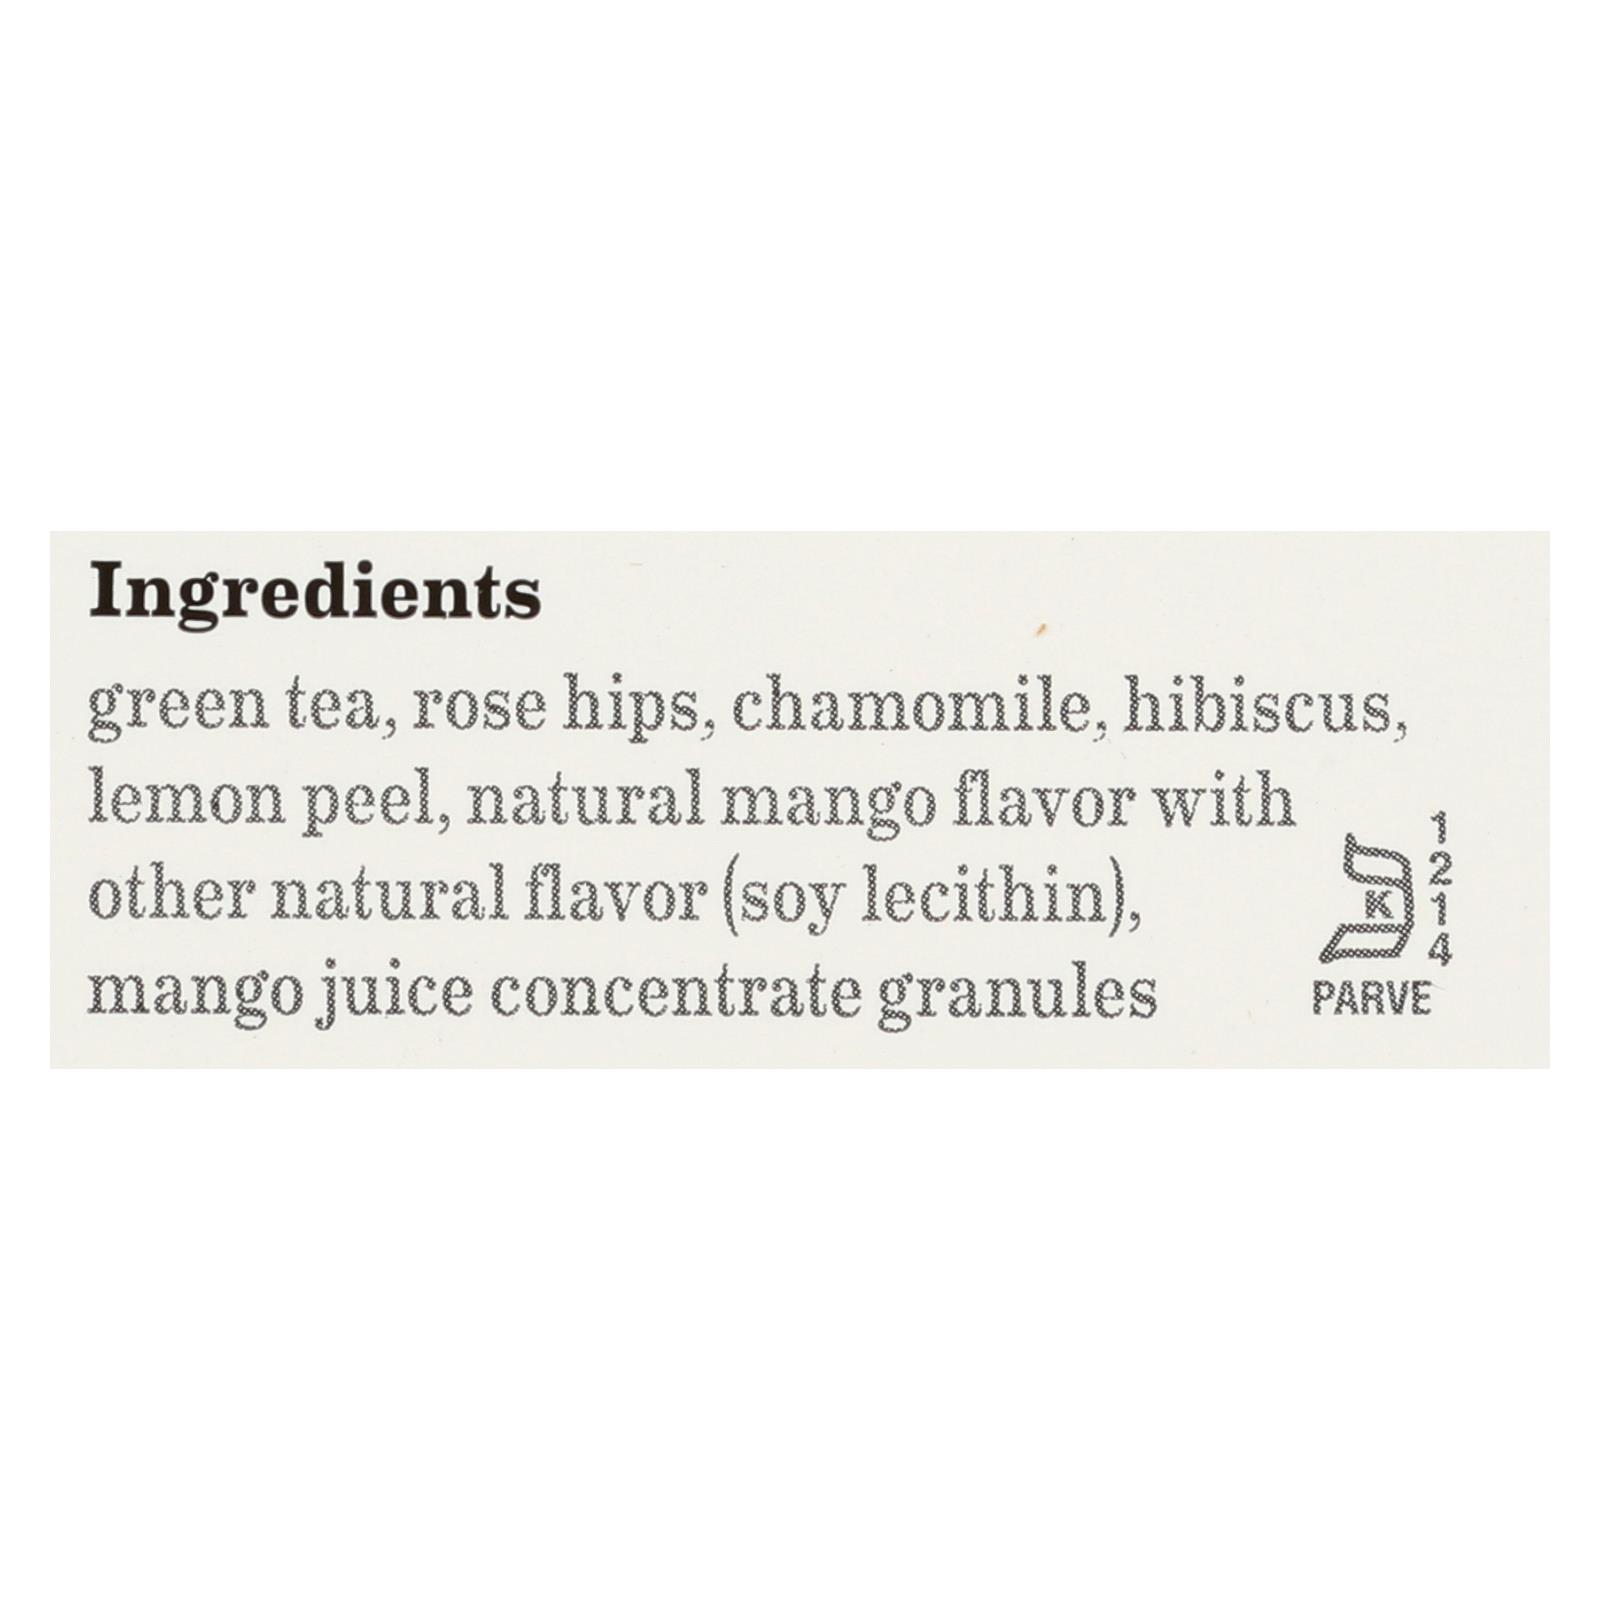 Ingredients
green tea, rose hips, chamomile, hibiscus,
lemon peel, natural mango flavor with
other natural flavor (soy lecithin),
mango juice concentrate granules
K
1
2
1
4
PARVE